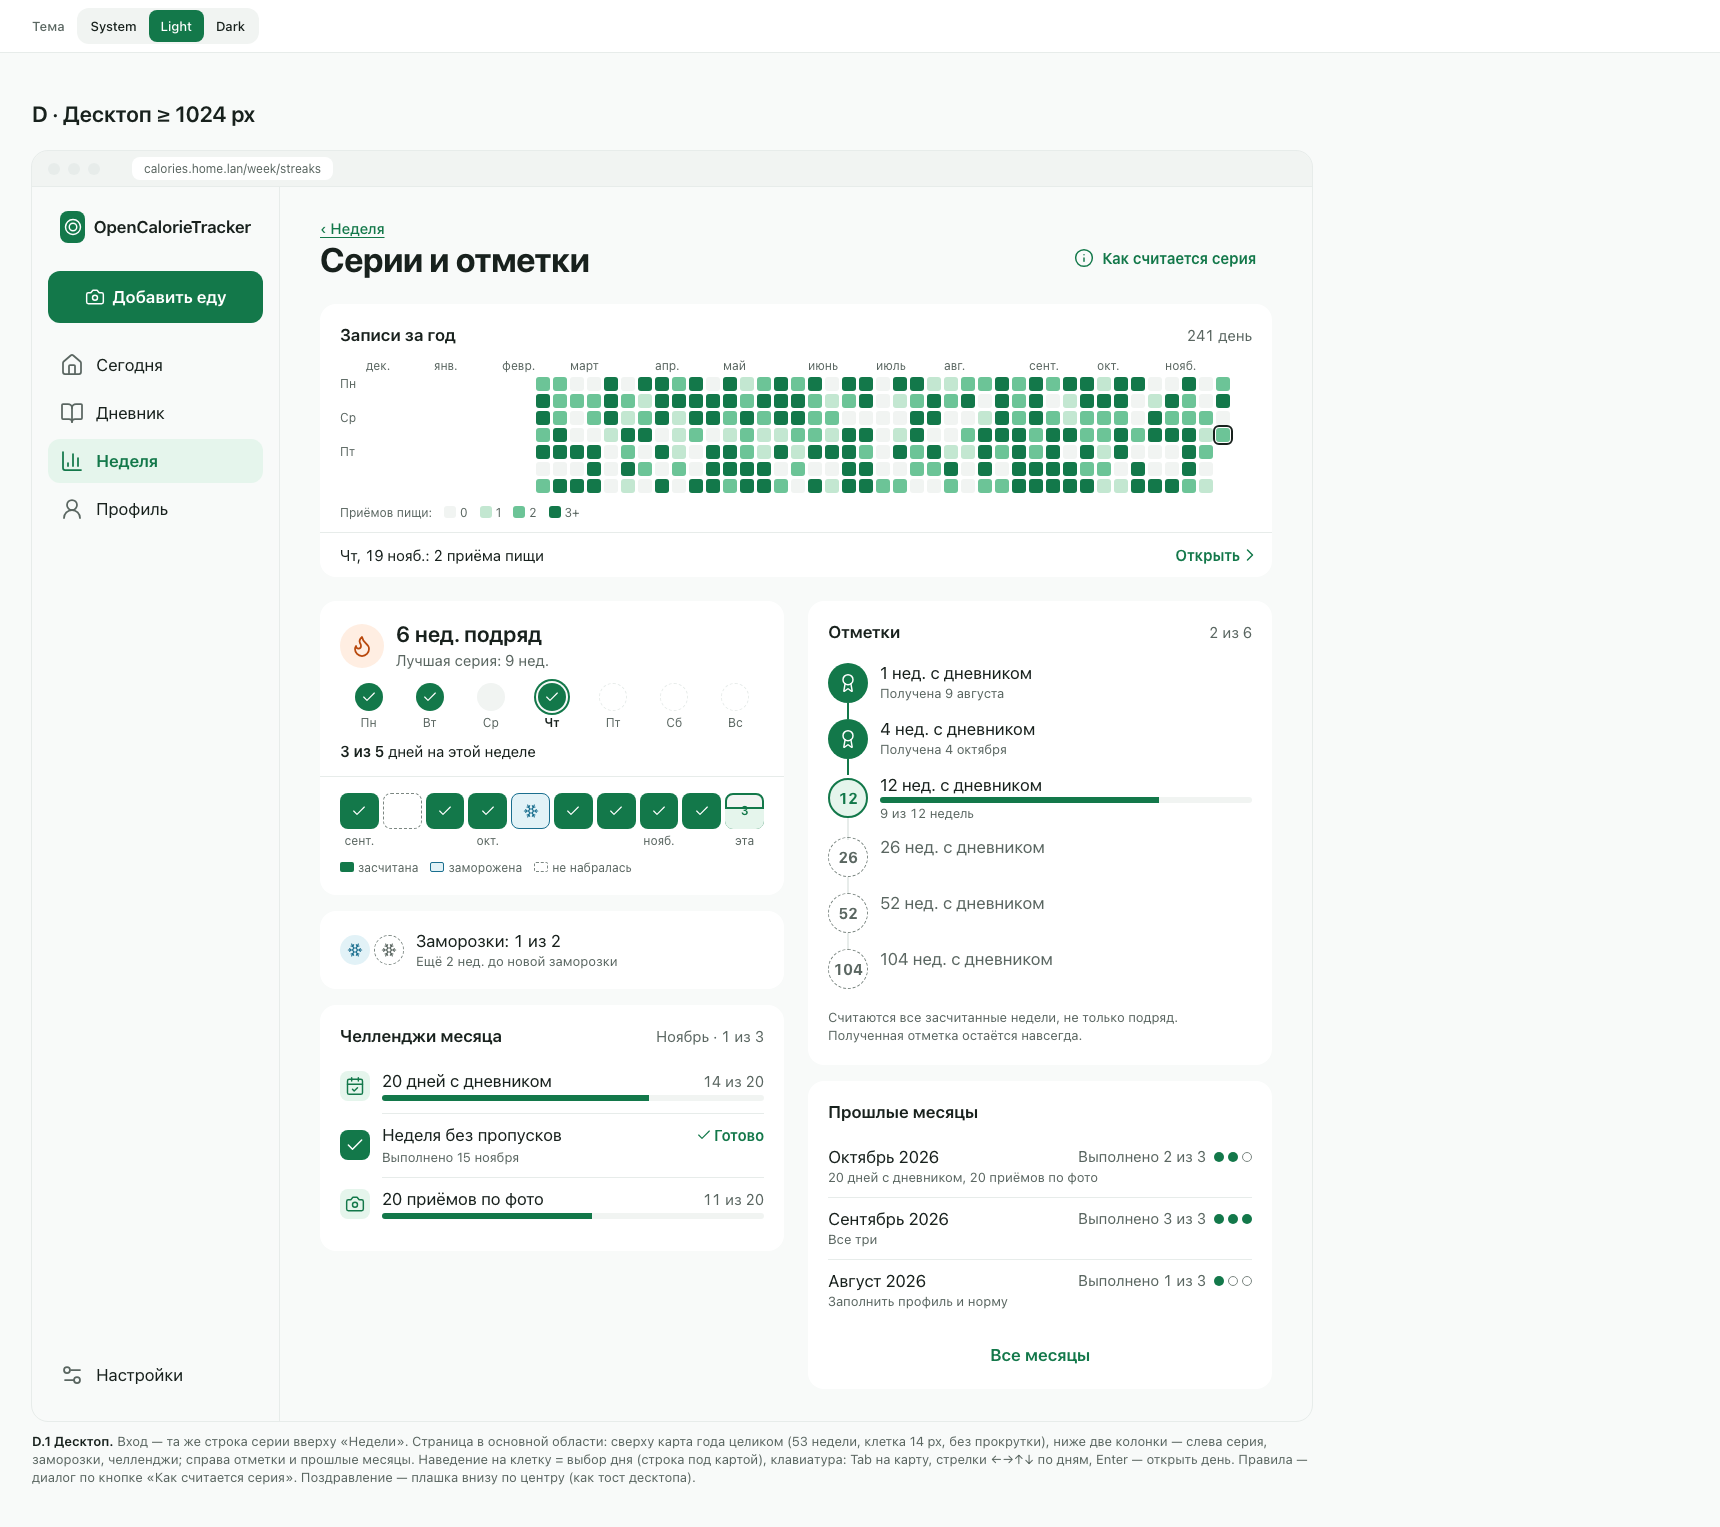 Тема System Light Dark
D · Десктоп ≥ 1024 px
calories.home.lan/week/streaks
OpenCalorieTracker
Добавить еду
Сегодня
Дневник
Неделя
Профиль
Настройки
‹ Неделя
Серии и отметки
Как считается серия
Записи за год
241 день
дек. янв. февр. март апр. май июнь июль авг. сент. окт. нояб.
Пн
Ср
Пт
Приёмов пищи: 0 1 2 3+
Чт, 19 нояб.: 2 приёма пищи
Открыть
6 нед. подряд
Лучшая серия: 9 нед.
Пн Вт Ср Чт Пт Сб Вс
3 из 5 дней на этой неделе
3
сент. окт. нояб. эта
засчитана заморожена не набралась
Заморозки: 1 из 2
Ещё 2 нед. до новой заморозки
Челленджи месяца
Ноябрь · 1 из 3
20 дней с дневником
14 из 20
Неделя без пропусков
Готово
Выполнено 15 ноября
20 приёмов по фото
11 из 20
Отметки
2 из 6
1 нед. с дневником
Получена 9 августа
4 нед. с дневником
Получена 4 октября
12
12 нед. с дневником
9 из 12 недель
26
26 нед. с дневником
52
52 нед. с дневником
104
104 нед. с дневником
Считаются все засчитанные недели, не только подряд.
Полученная отметка остаётся навсегда.
Прошлые месяцы
Октябрь 2026
Выполнено 2 из 3
20 дней с дневником, 20 приёмов по фото
Сентябрь 2026
Выполнено 3 из 3
Все три
Август 2026
Выполнено 1 из 3
Заполнить профиль и норму
Все месяцы
D.1 Десктоп. Вход — та же строка серии вверху «Недели». Страница в основной области: сверху карта года целиком (53 недели, клетка 14 px, без прокрутки), ниже две колонки — слева серия,
заморозки, челленджи; справа отметки и прошлые месяцы. Наведение на клетку = выбор дня (строка под картой), клавиатура: Tab на карту, стрелки ←→↑↓ по дням, Enter — открыть день. Правила —
диалог по кнопке «Как считается серия». Поздравление — плашка внизу по центру (как тост десктопа).